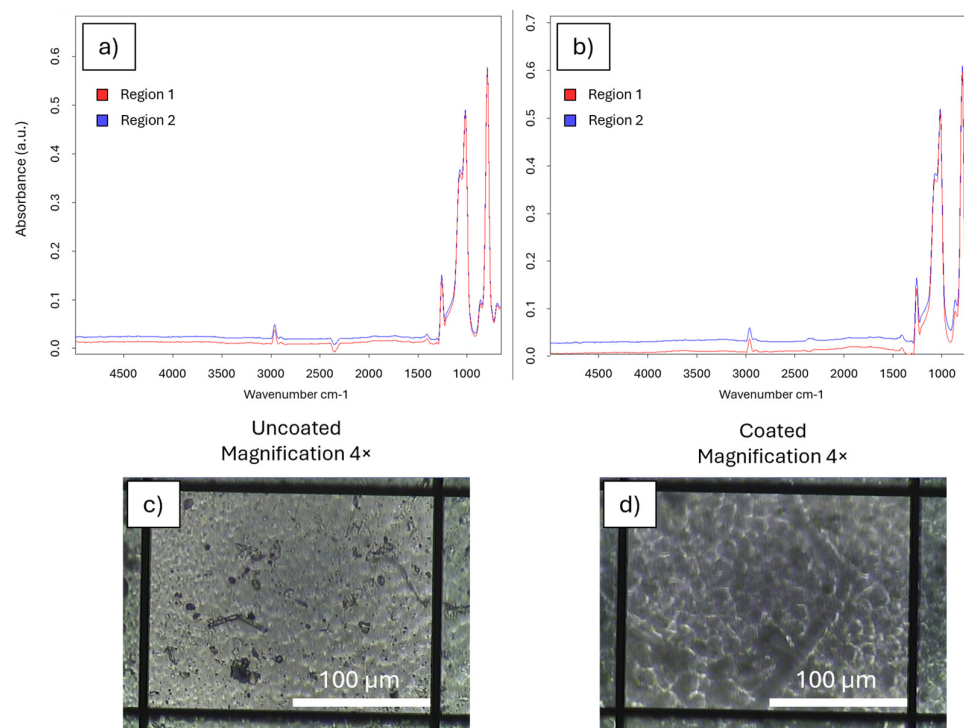 a)
Region 1
Region 2
Absorbance (a.u.)
0.6
0.5
0.4
0.3
0.2
0.1
0.0
4500 4000 3500 3000 2500 2000 1500 1000
Wavenumber cm-1
b)
Region 1
Region 2
0.7
0.6
0.5
0.4
0.3
0.2
0.1
0.0
4500 4000 3500 3000 2500 2000 1500 1000
Wavenumber cm-1
Uncoated
Magnification 4×
Coated
Magnification 4×
c)
100 µm
d)
100 µm